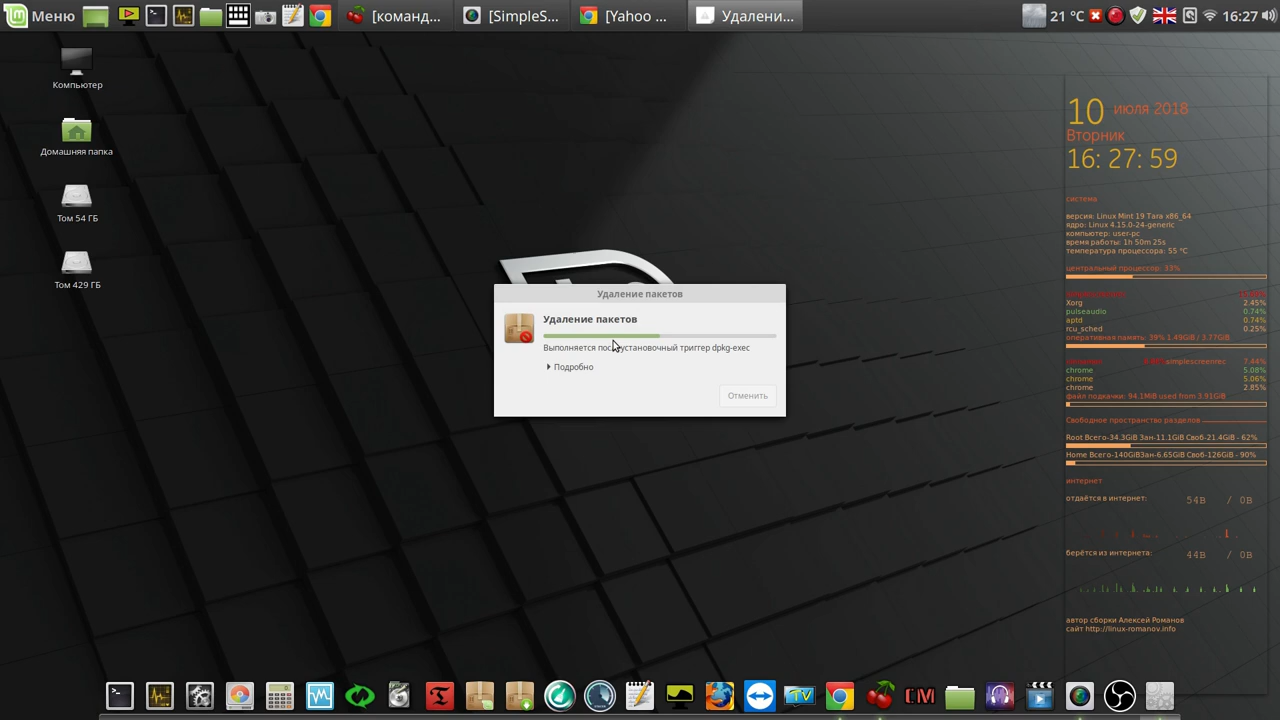 Меню
[команд...
[SimpleS...
[Yahoo ...
Удалени...
21 °C
16:27
Компьютер
Домашняя папка
Том 54 ГБ
Том 429 ГБ
10 июля 2018
Вторник
16: 27: 59
система
версия: Linux Mint 19 Tara x86_64
ядро: Linux 4.15.0-24-generic
компьютер: user-pc
время работы: 1h 50m 25s
температура процессора: 55 °C
центральный процессор: 33%
Xorg 2.45%
pulseaudio 0.74%
aptd 0.74%
rcu_sched 0.25%
оперативная память: 39% 1.49GiB / 3.77GiB
simplescreenrec 7.44%
chrome 5.08%
chrome 5.06%
chrome 2.85%
файл подкачки: 94.1MiB used from 3.91GiB
Свободное пространство разделов
Root Всего-34.3GiB Зан-11.1GiB Своб-21.4GiB - 62%
Home Всего-140GiBЗан-6.65GiB Своб-126GiB - 90%
интернет
отдаётся в интернет: 54B / 0B
берётся из интернета: 44B / 0B
автор сборки Алексей Романов
сайт http://linux-romanov.info
Удаление пакетов
Удаление пакетов
Выполняется послеустановочный триггер dpkg-exec
Подробно
Отменить
TV
CM